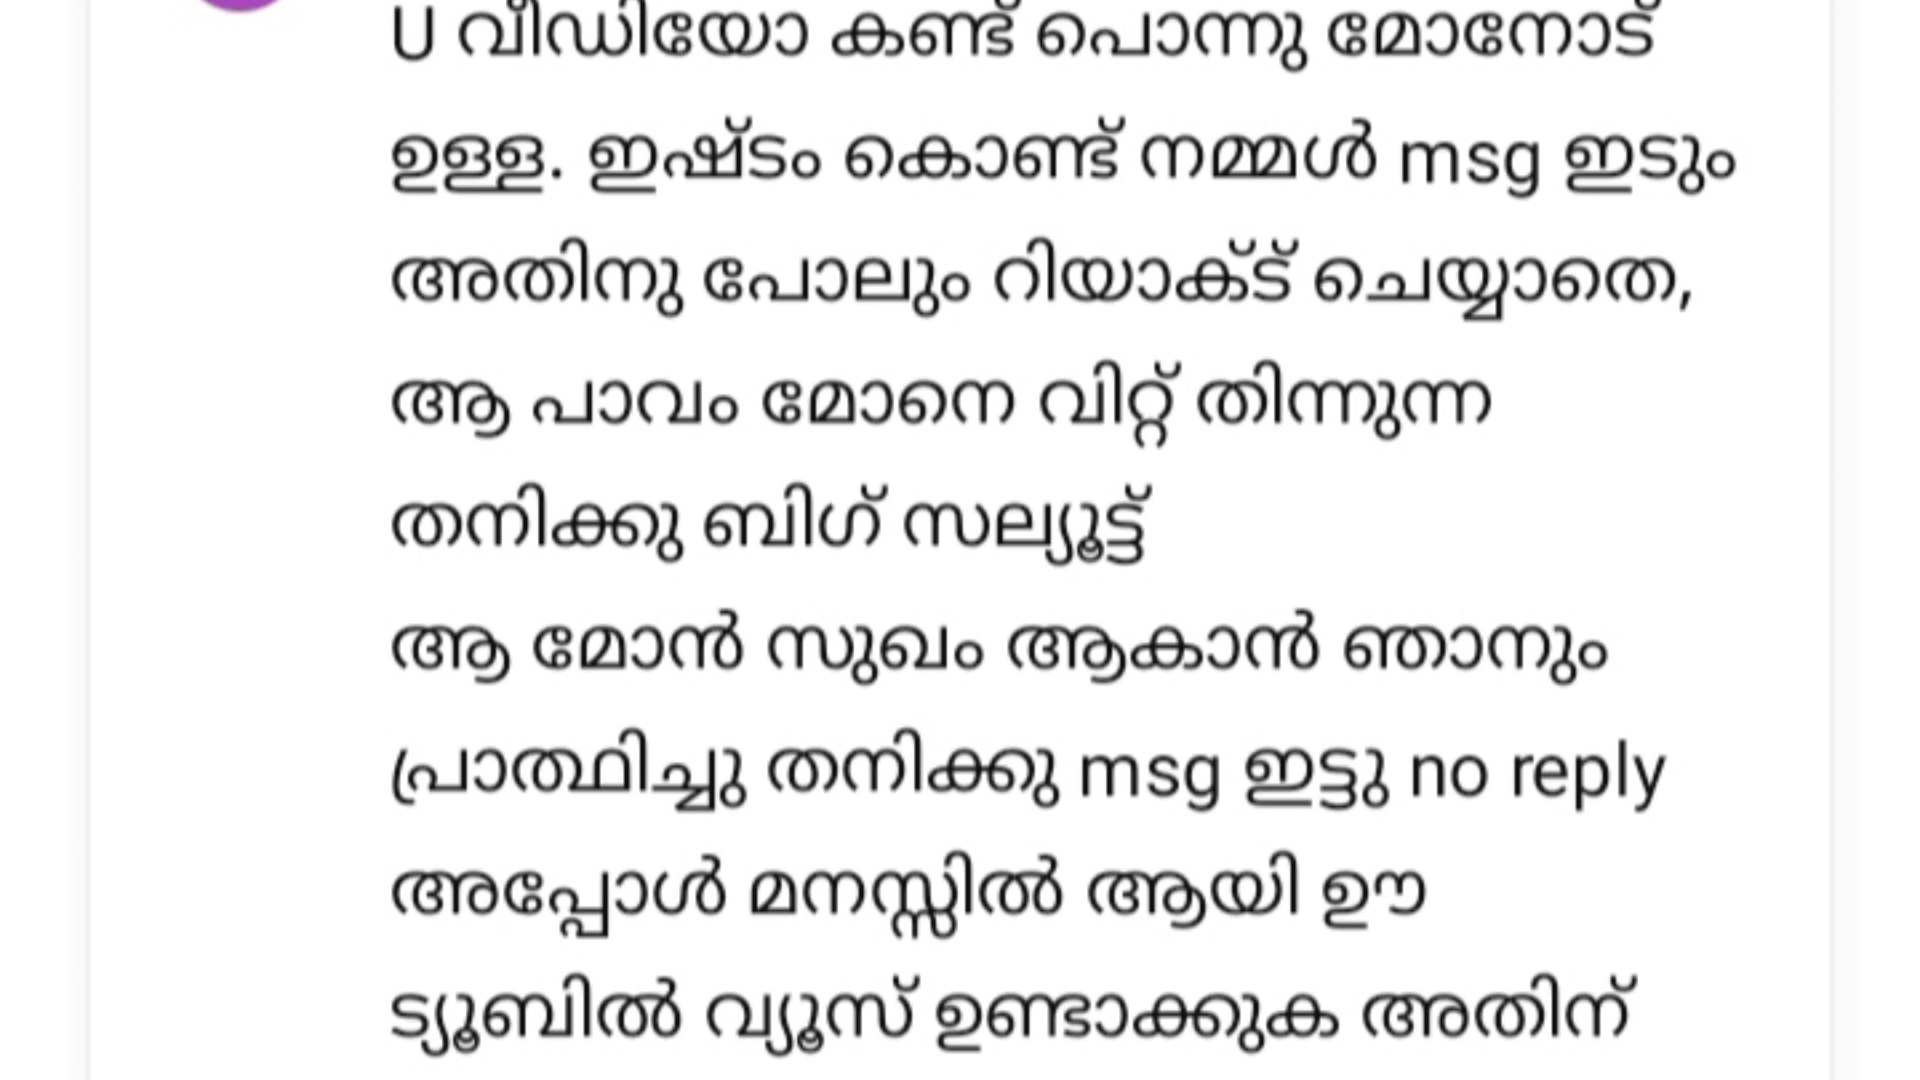 U വീഡിയോ കണ്ട് പൊന്നു മോനോട്
ഉള്ള. ഇഷ്ടം കൊണ്ട് നമ്മൾ msg ഇടും
അതിനു പോലും റിയാക്ട് ചെയ്യാതെ,
ആ പാവം മോനെ വിറ്റ് തിന്നുന്ന
തനിക്കു ബിഗ് സല്യൂട്ട്
ആ മോൻ സുഖം ആകാൻ ഞാനും
പ്രാത്ഥിച്ചു തനിക്കു msg ഇട്ടു no reply
അപ്പോൾ മനസ്സിൽ ആയി ഊ
ട്യൂബിൽ വ്യൂസ് ഉണ്ടാക്കുക അതിന്